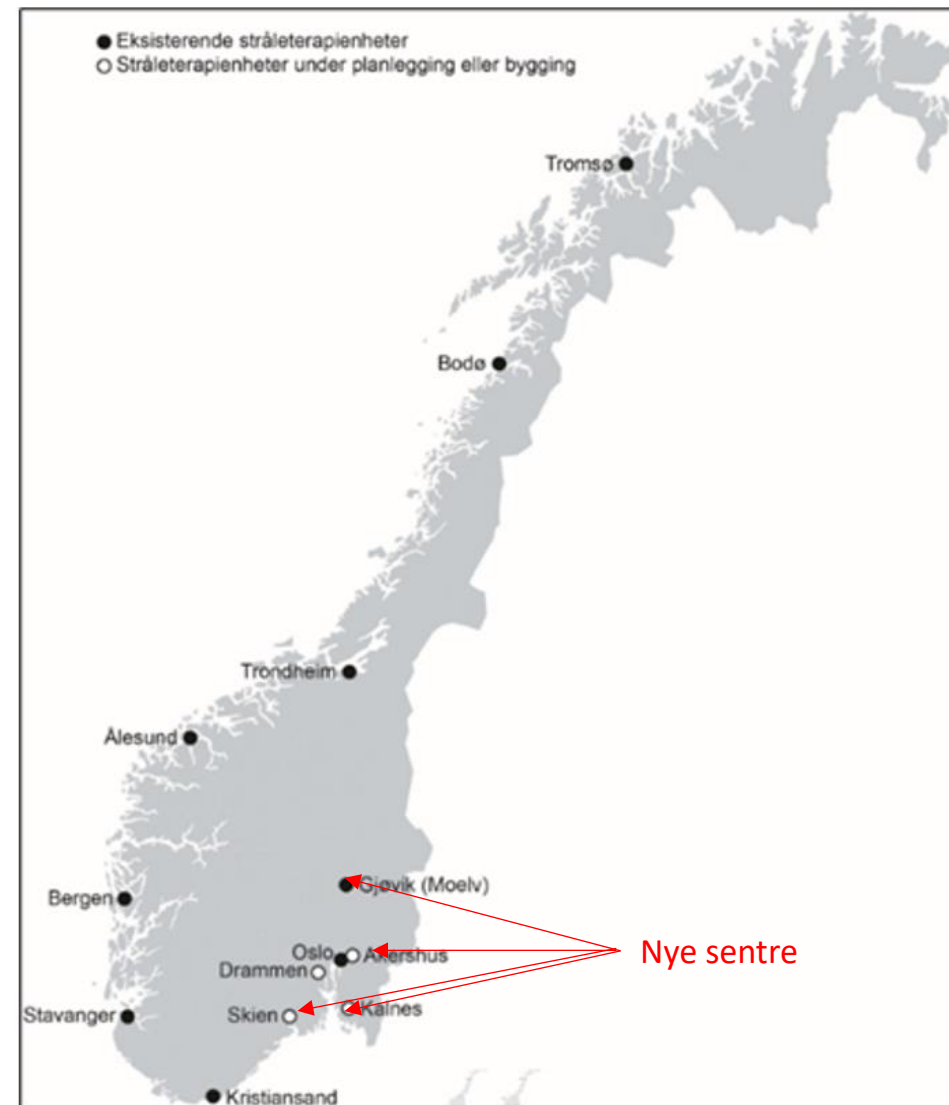 Eksisterende stråleterapienheter
Stråleterapienheter under planlegging eller bygging
Tromsø
Bodø
Trondheim
Ålesund
Gjøvik (Moelv)
Bergen
Oslo
Akershus
Drammen
Nye sentre
Kalnes
Stavanger
Skien
Kristiansand